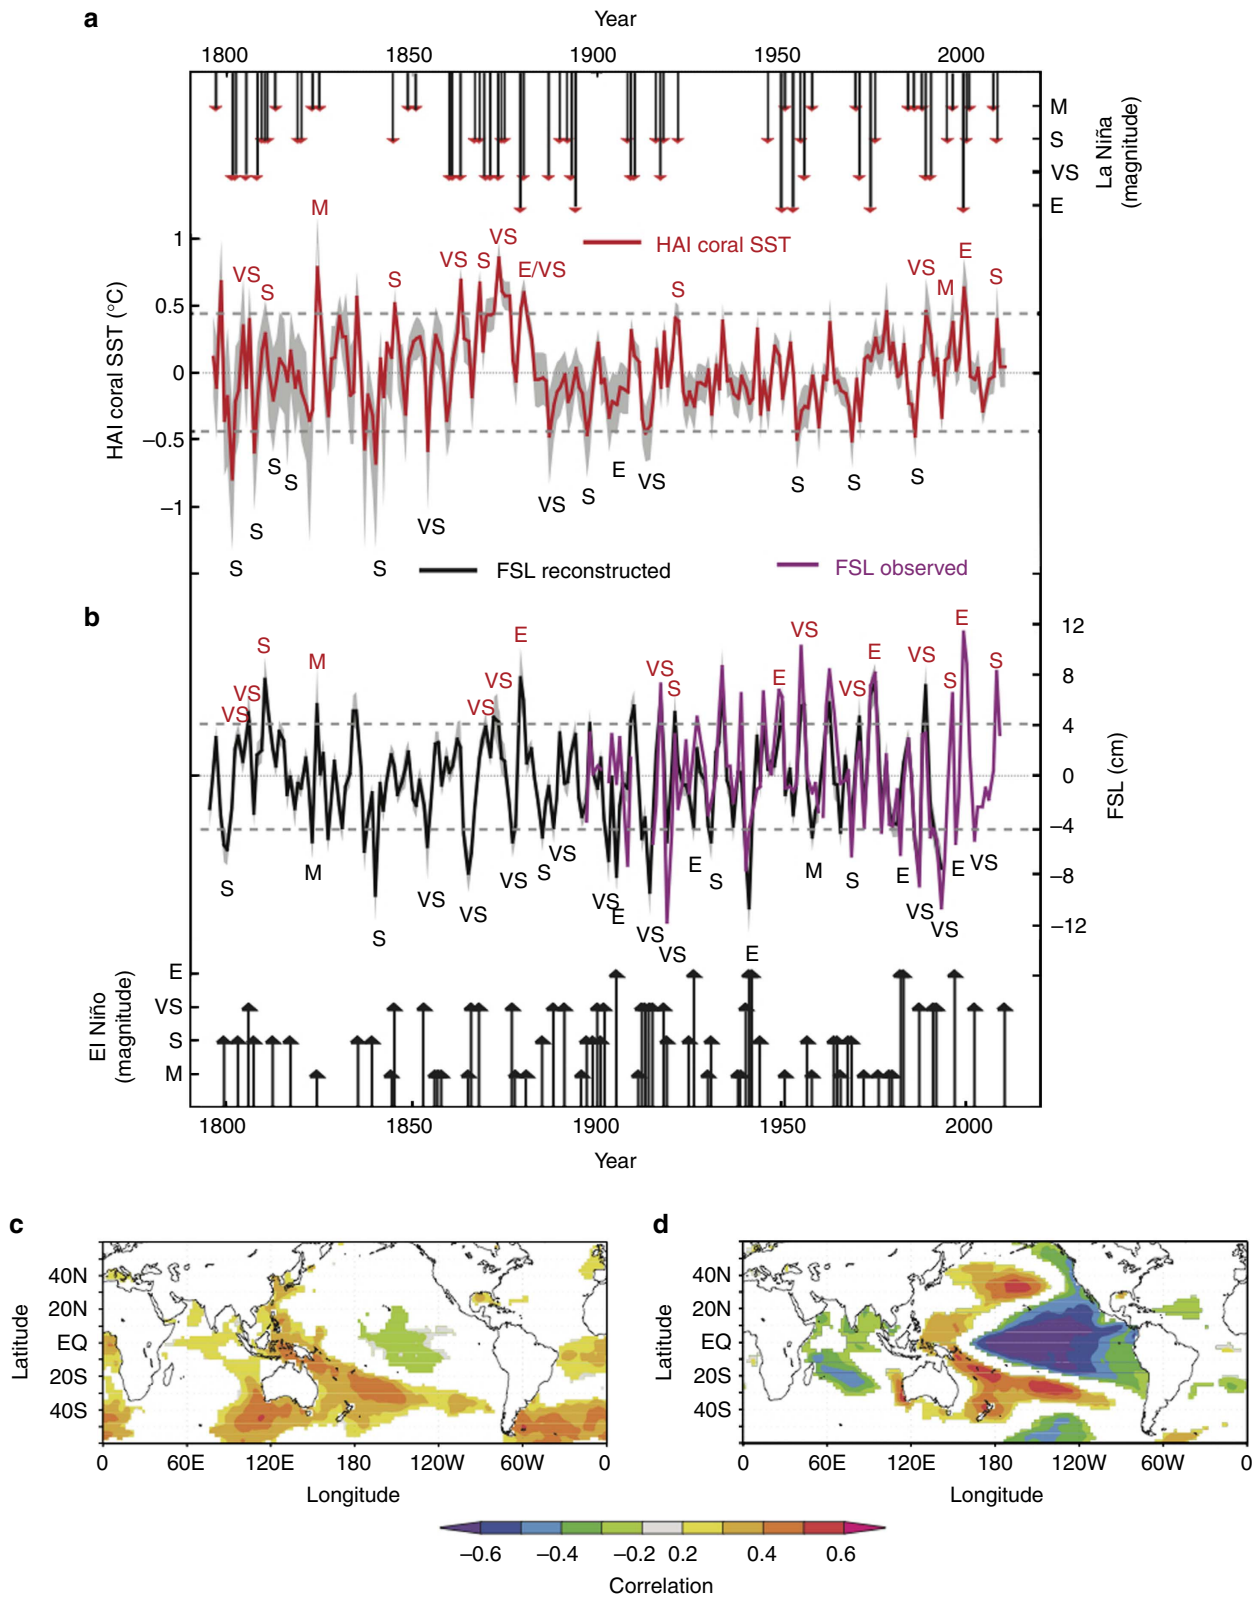 a
Year
1800 1850 1900 1950 2000
M
S
VS
E
La Niña
(magnitude)
M
VS
S
S
VS
S
VS
E/VS
S
VS
M
E
S
HAI coral SST
1
0.5
0
–0.5
–1
HAI coral SST (°C)
S
S
S
S
S
VS
VS
S
E
VS
S
S
S
FSL reconstructed
FSL observed
b
VS
VS
S
M
VS
VS
E
VS
S
E
VS
VS
E
VS
S
E
S
12
8
4
0
–4
–8
–12
FSL (cm)
S
M
S
VS
VS
VS
S
VS
VS
E
VS
VS
E
S
E
M
S
E
VS
VS
E
VS
E
VS
S
M
El Niño
(magnitude)
1800 1850 1900 1950 2000
Year
c
40N
20N
EQ
20S
40S
Latitude
0 60E 120E 180 120W 60W 0
Longitude
d
40N
20N
EQ
20S
40S
Latitude
0 60E 120E 180 120W 60W 0
Longitude
–0.6 –0.4 –0.2 0.2 0.4 0.6
Correlation